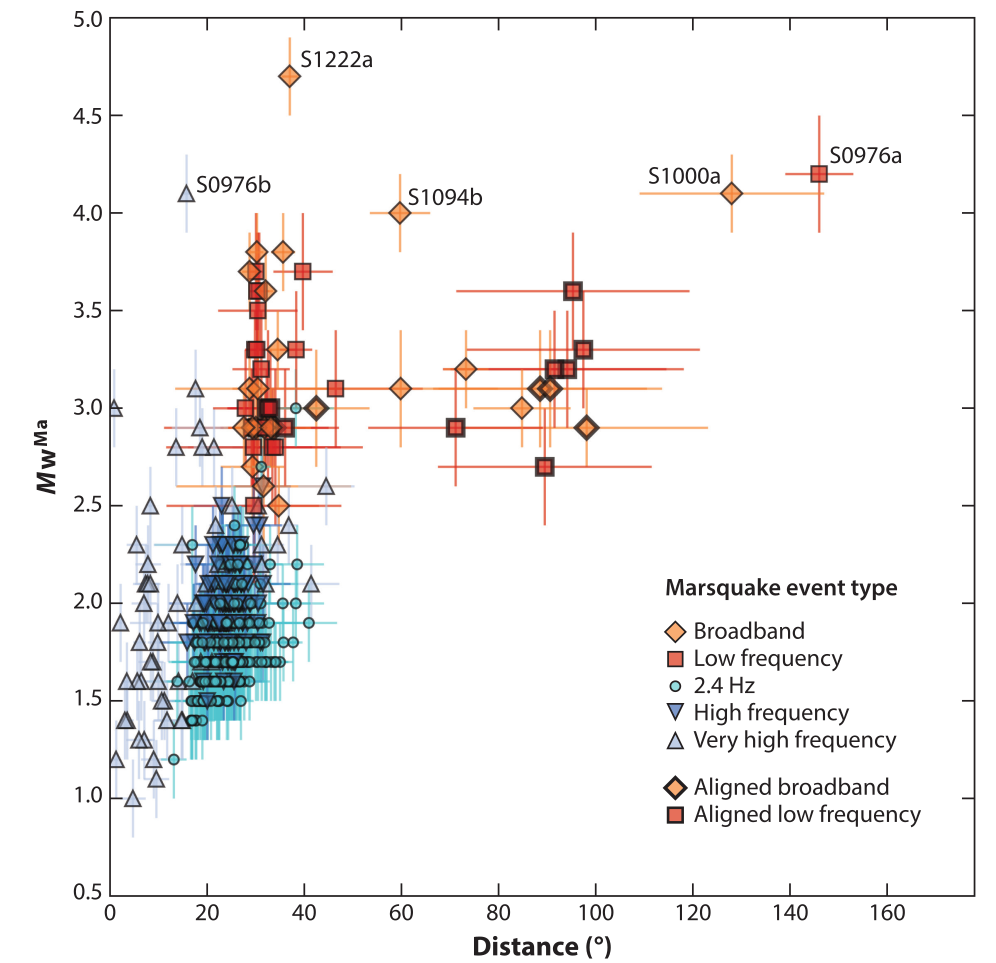 5.0
4.5
4.0
3.5
3.0
2.5
2.0
1.5
1.0
0.5
MwMa
S1222a
S0976b
S1094b
S1000a
S0976a
Marsquake event type
Broadband
Low frequency
2.4 Hz
High frequency
Very high frequency
Aligned broadband
Aligned low frequency
0 20 40 60 80 100 120 140 160
Distance (°)